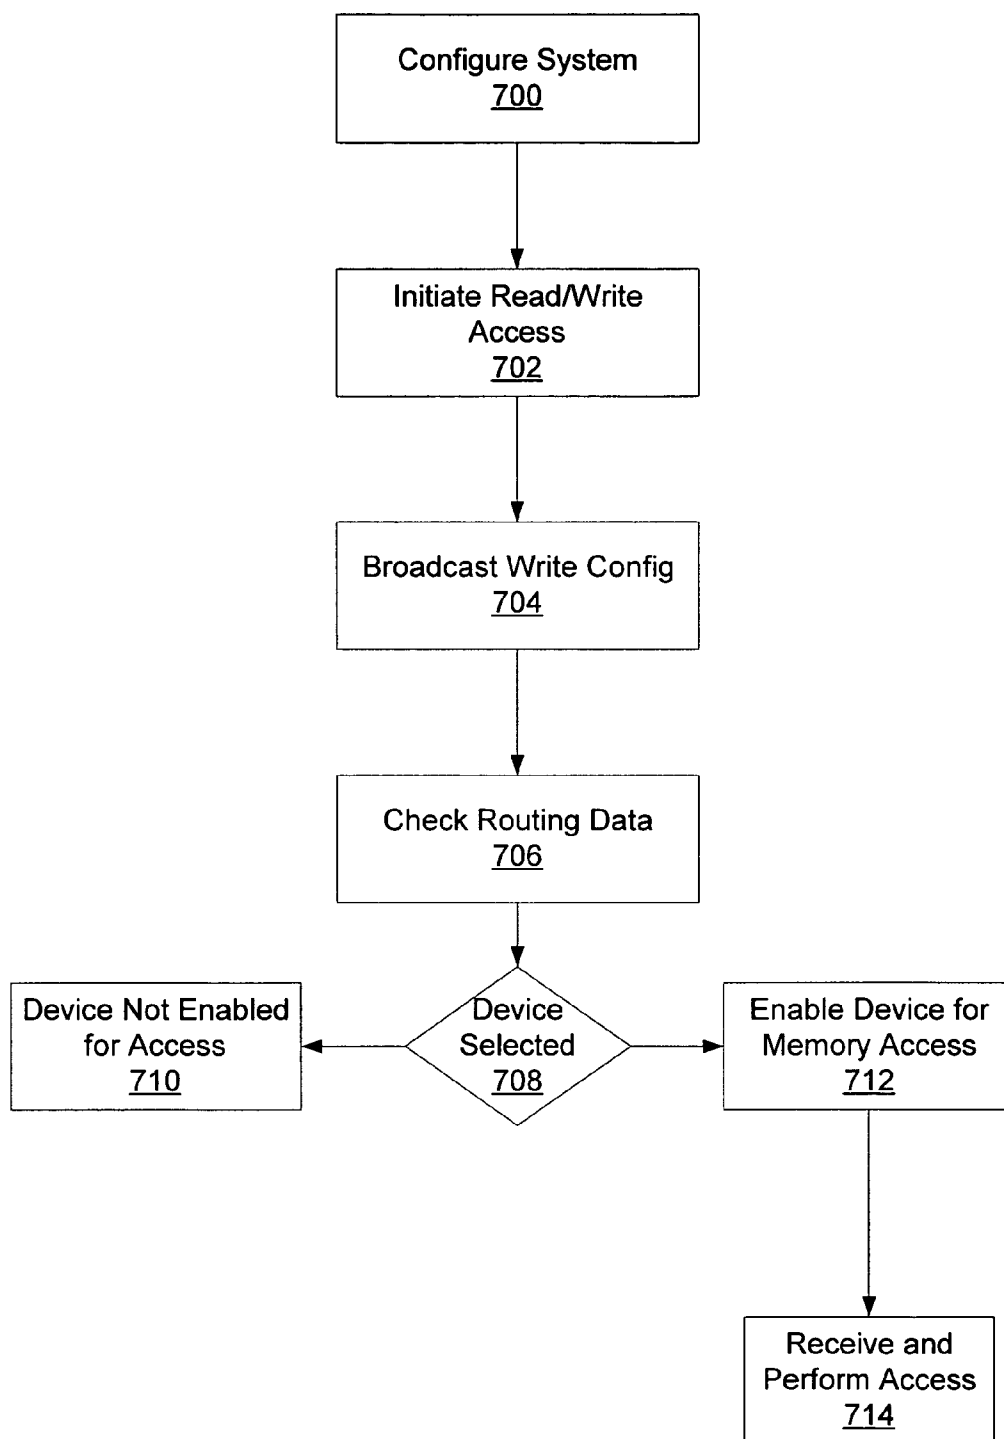 Configure System
700
Initiate Read/Write
Access
702
Broadcast Write Config
704
Check Routing Data
706
Device
Selected
708
Device Not Enabled
for Access
710
Enable Device for
Memory Access
712
Receive and
Perform Access
714